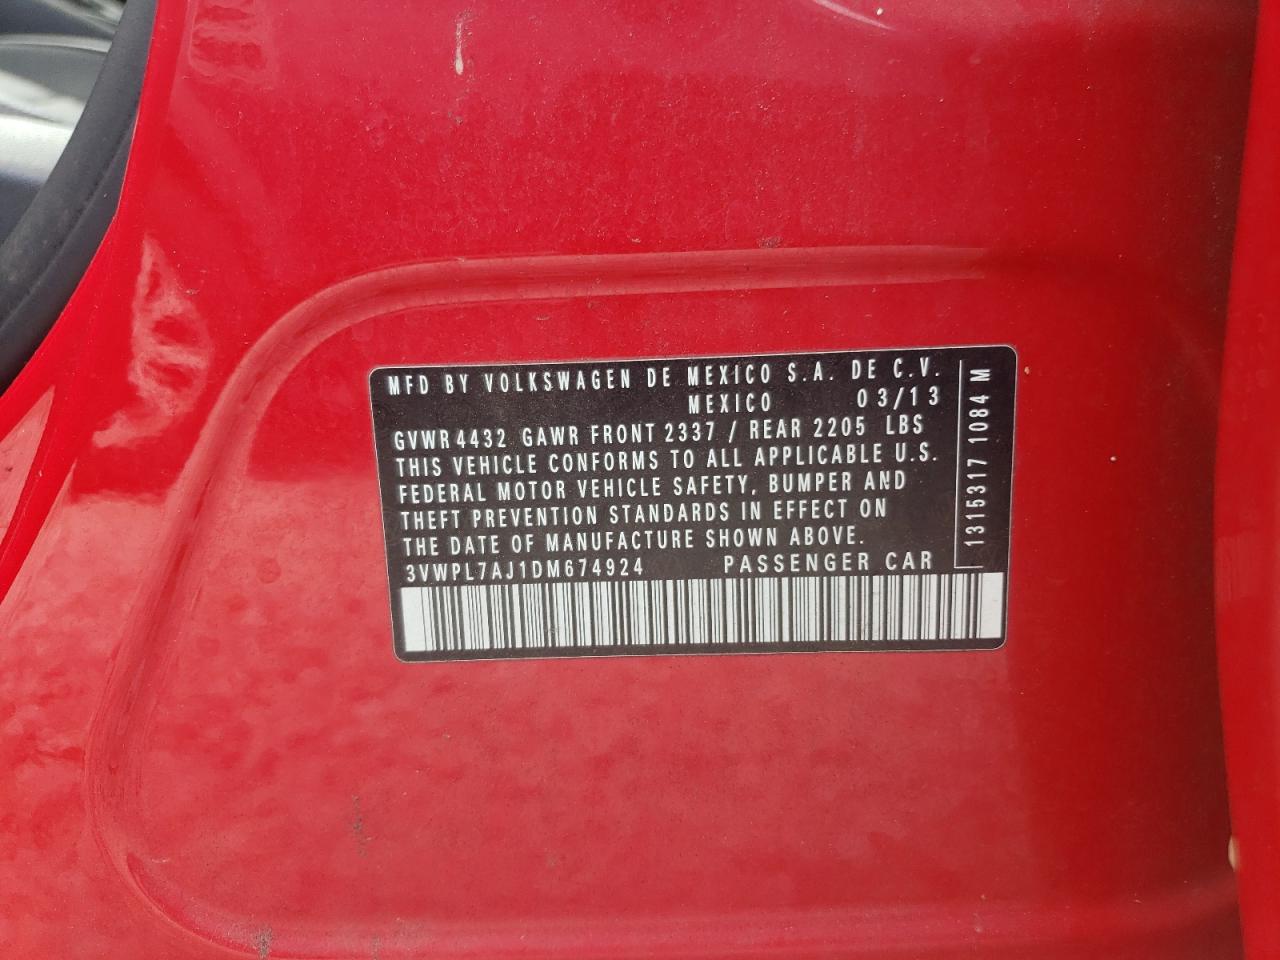 MFD BY VOLKSWAGEN DE MEXICO S.A. DE C.V.
MEXICO 03/13
GVWR 4432 GAWR FRONT 2337 / REAR 2205 LBS
THIS VEHICLE CONFORMS TO ALL APPLICABLE U.S.
FEDERAL MOTOR VEHICLE SAFETY, BUMPER AND
THEFT PREVENTION STANDARDS IN EFFECT ON
THE DATE OF MANUFACTURE SHOWN ABOVE.
3VWPL7AJ1DM674924 PASSENGER CAR
1315317 1084 M